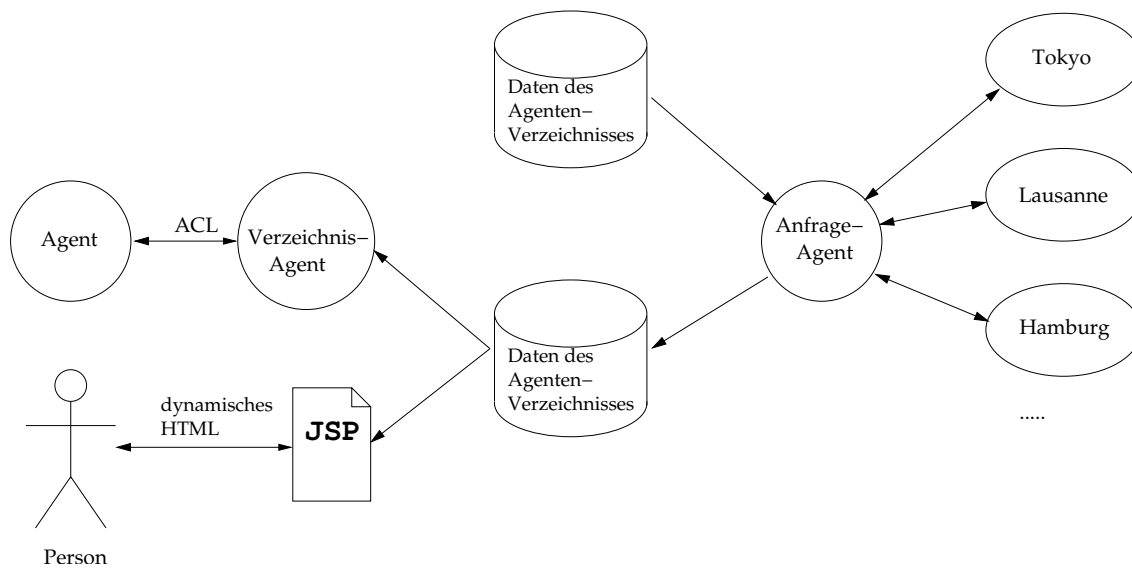 Daten des
Agenten−
Verzeichnisses
Tokyo
Lausanne
Hamburg
.....
Anfrage−
Agent
Agent
ACL
Verzeichnis−
Agent
Daten des
Agenten−
Verzeichnisses
dynamisches
HTML
JSP
Person